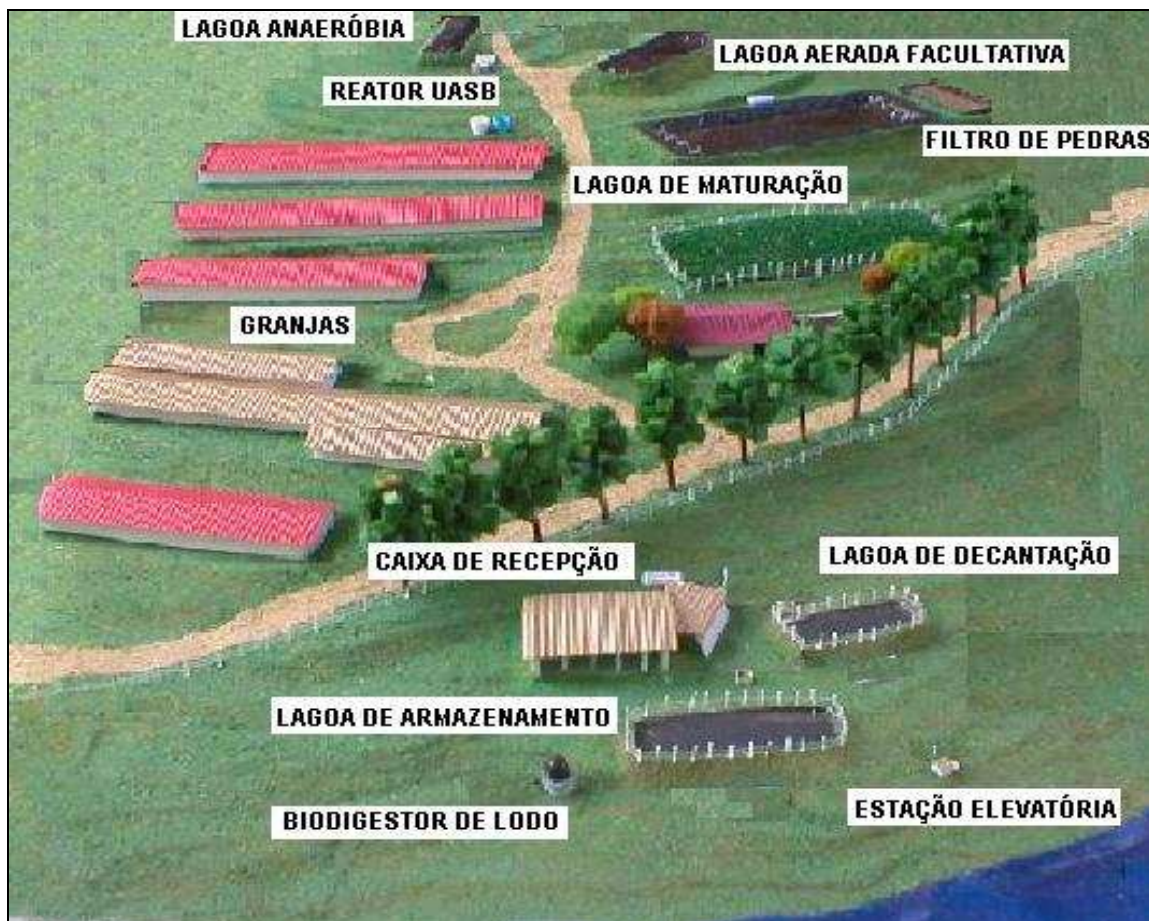 LAGOA ANAERÓBIA
LAGOA AERADA FACULTATIVA
REATOR UASB
FILTRO DE PEDRAS
LAGOA DE MATURAÇÃO
GRANJAS
CAIXA DE RECEPÇÃO
LAGOA DE DECANTAÇÃO
LAGOA DE ARMAZENAMENTO
BIODIGESTOR DE LODO
ESTAÇÃO ELEVATÓRIA